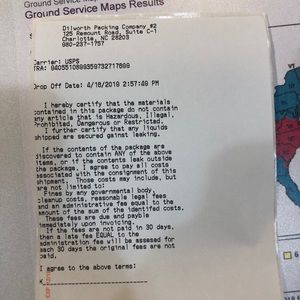 Ground Service Maps
Ground Service Maps Results
Dilworth Packing Company #2
125 Remount Road, Suite C-1
Charlotte, NC 28203
980-237-1757
Carrier: USPS
TRA: 9405510899359732717699
Drop Off Date: 4/18/2019 2:57:49 PM
I hereby certify that the materials
contained in this package do not contain
any article that is Hazardous, Illegal,
Prohibited, Dangerous or Restricted.
I further certify that any liquids
shipped are secured against leaking.
If the contents of the package are
discovered to contain ANY of the above
items, or if the contents leak outside
the package, I agree to pay all costs
associated with the consignment of this
shipment. Those costs may include, but
are not limited to:
Fines by any governmental body,
cleanup costs, reasonable legal fees
and an administrative fee equal to the
amount of the sum of the identified costs.
These fees are due and payable
immediately upon invoicing.
If the fees are not paid in 30 days,
then a late fee EQUAL to the
administration fee will be assessed for
each 30 days the original fees are not
paid.
I agree to the above terms:
X
VT